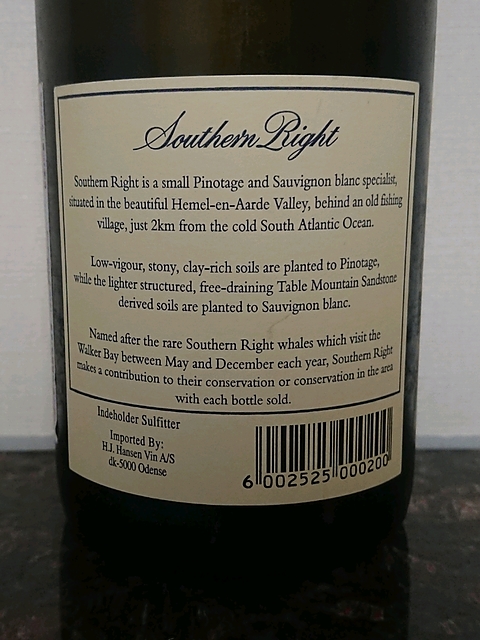 Southern Right
Southern Right is a small Pinotage and Sauvignon blanc specialist,
situated in the beautiful Hemel-en-Aarde Valley, behind an old fishing
village, just 2km from the cold South Atlantic Ocean.
Low-vigour, stony, clay-rich soils are planted to Pinotage,
while the lighter structured, free-draining Table Mountain Sandstone
derived soils are planted to Sauvignon blanc.
Named after the rare Southern Right whales which visit the
Walker Bay between May and December each year, Southern Right
makes a contribution to their conservation or conservation in the area
with each bottle sold.
Indeholder Sulfitter
Imported By:
H.J. Hansen Vin A/S
dk-5000 Odense
6 002525 000200